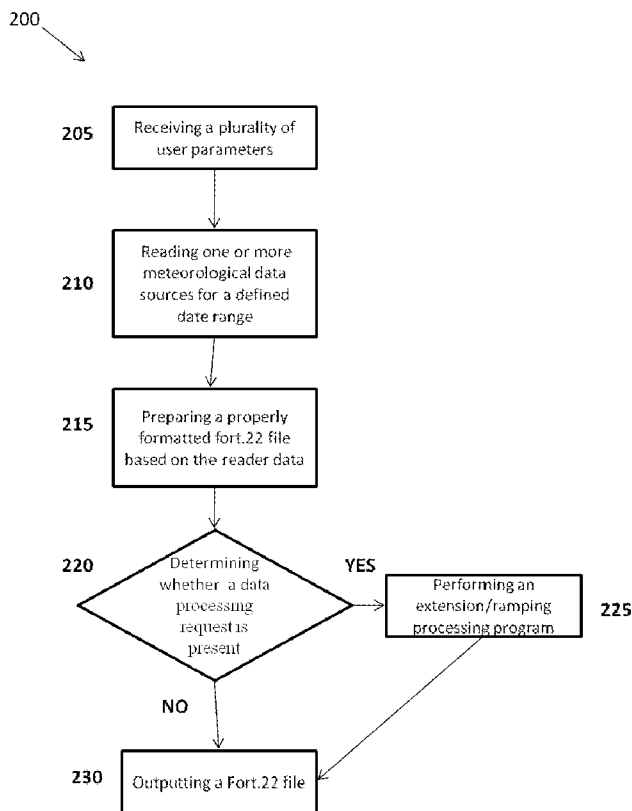 200
205
Receiving a plurality of
user parameters
210
Reading one or more
meteorological data
sources for a defined
date range
215
Preparing a properly
formatted fort.22 file
based on the reader data
220
Determining
whether a data
processing
request is
present
YES
Performing an
extension/ramping
processing program
225
NO
230
Outputting a Fort.22 file